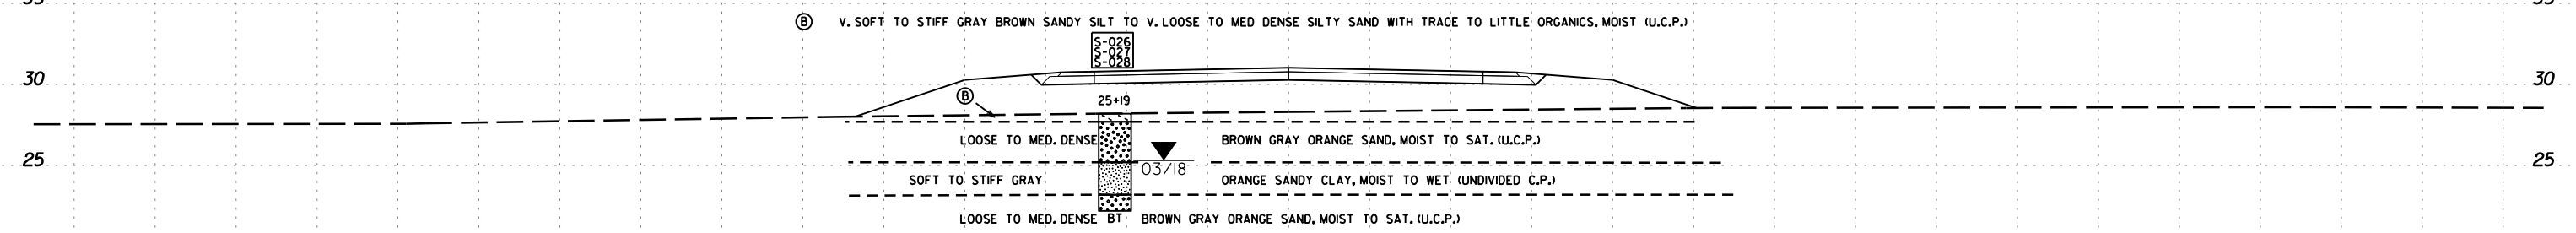 35 35
Ⓑ V. SOFT TO STIFF GRAY BROWN SANDY SILT TO V. LOOSE TO MED DENSE SILTY SAND WITH TRACE TO LITTLE ORGANICS, MOIST (U.C.P.)
S-026
S-027
S-028
30 30
Ⓑ
25+19
LOOSE TO MED. DENSE BROWN GRAY ORANGE SAND, MOIST TO SAT. (U.C.P.)
25 25
03/18
SOFT TO STIFF GRAY ORANGE SANDY CLAY, MOIST TO WET (UNDIVIDED C.P.)
LOOSE TO MED. DENSE BT BROWN GRAY ORANGE SAND, MOIST TO SAT. (U.C.P.)